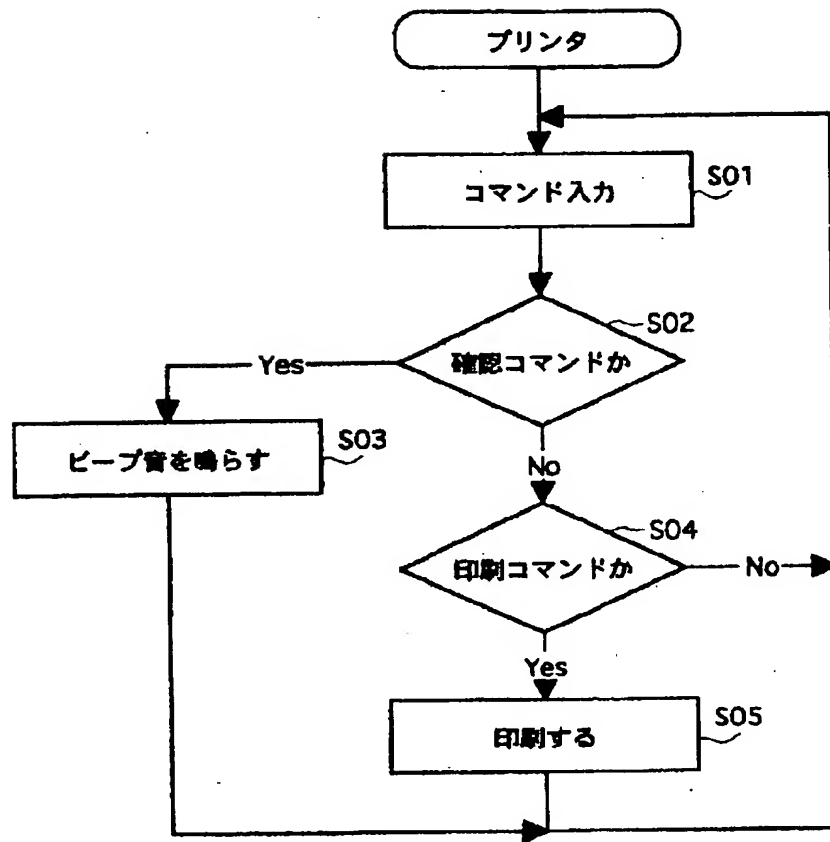 プリンタ
コマンド入力
S01
確認コマンドか
S02
Yes
ビープ音を鳴らす
S03
No
印刷コマンドか
S04
No
Yes
印刷する
S05